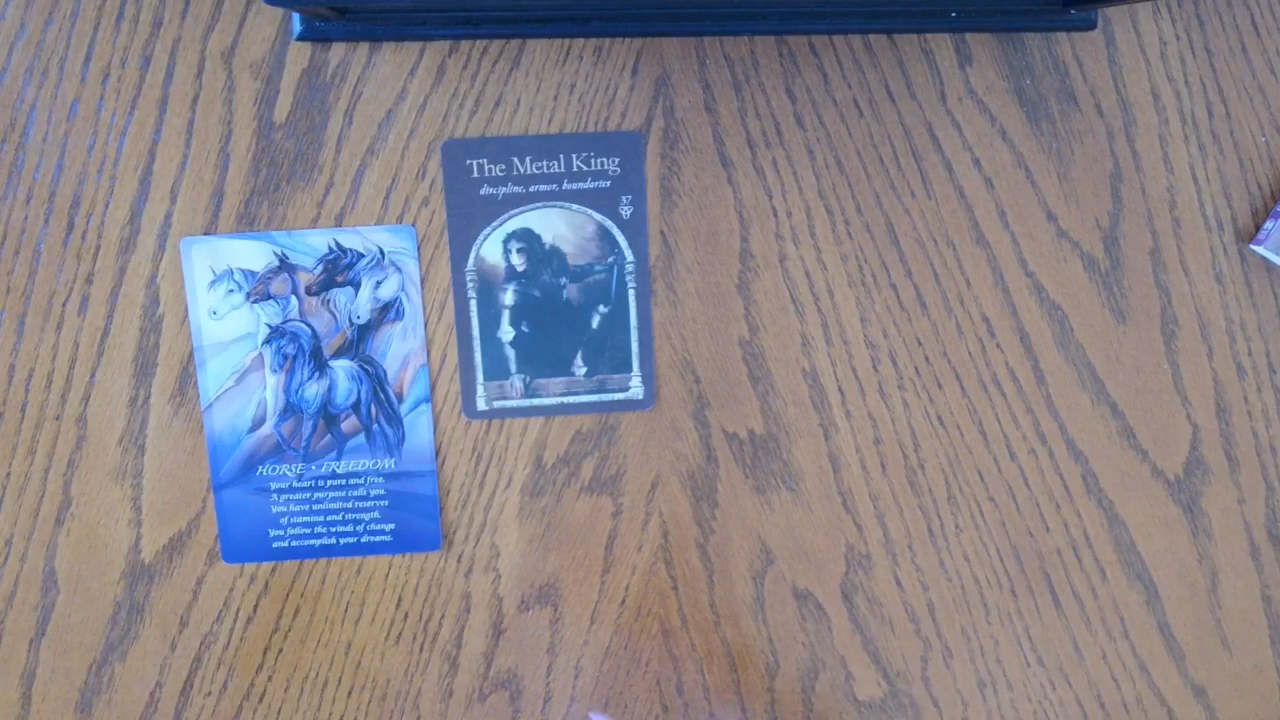 The Metal King
discipline, armor, boundaries
37
HORSE • FREEDOM
Your heart is pure and free.
A greater purpose calls you.
You have unlimited reserves
of stamina and strength.
You follow the winds of change
and accomplish your dreams.